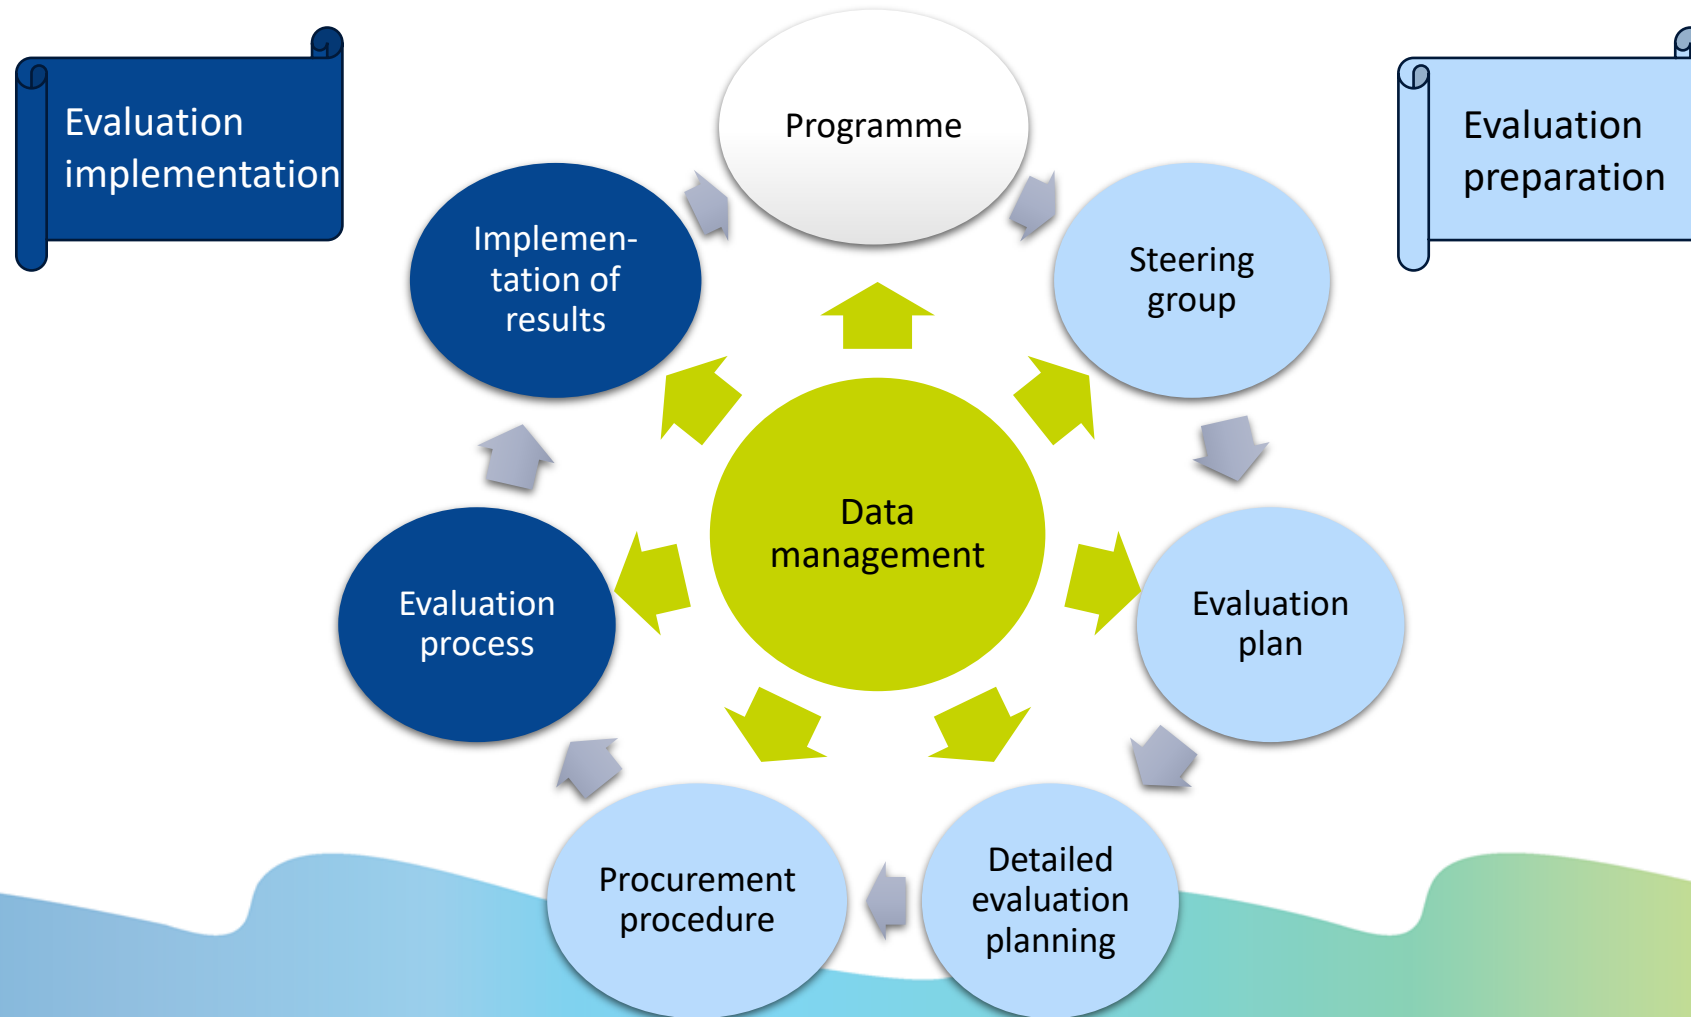 Evaluation
implementation
Evaluation
preparation
Programme
Steering
group
Evaluation
plan
Detailed
evaluation
planning
Procurement
procedure
Evaluation
process
Implemen-
tation of
results
Data
management